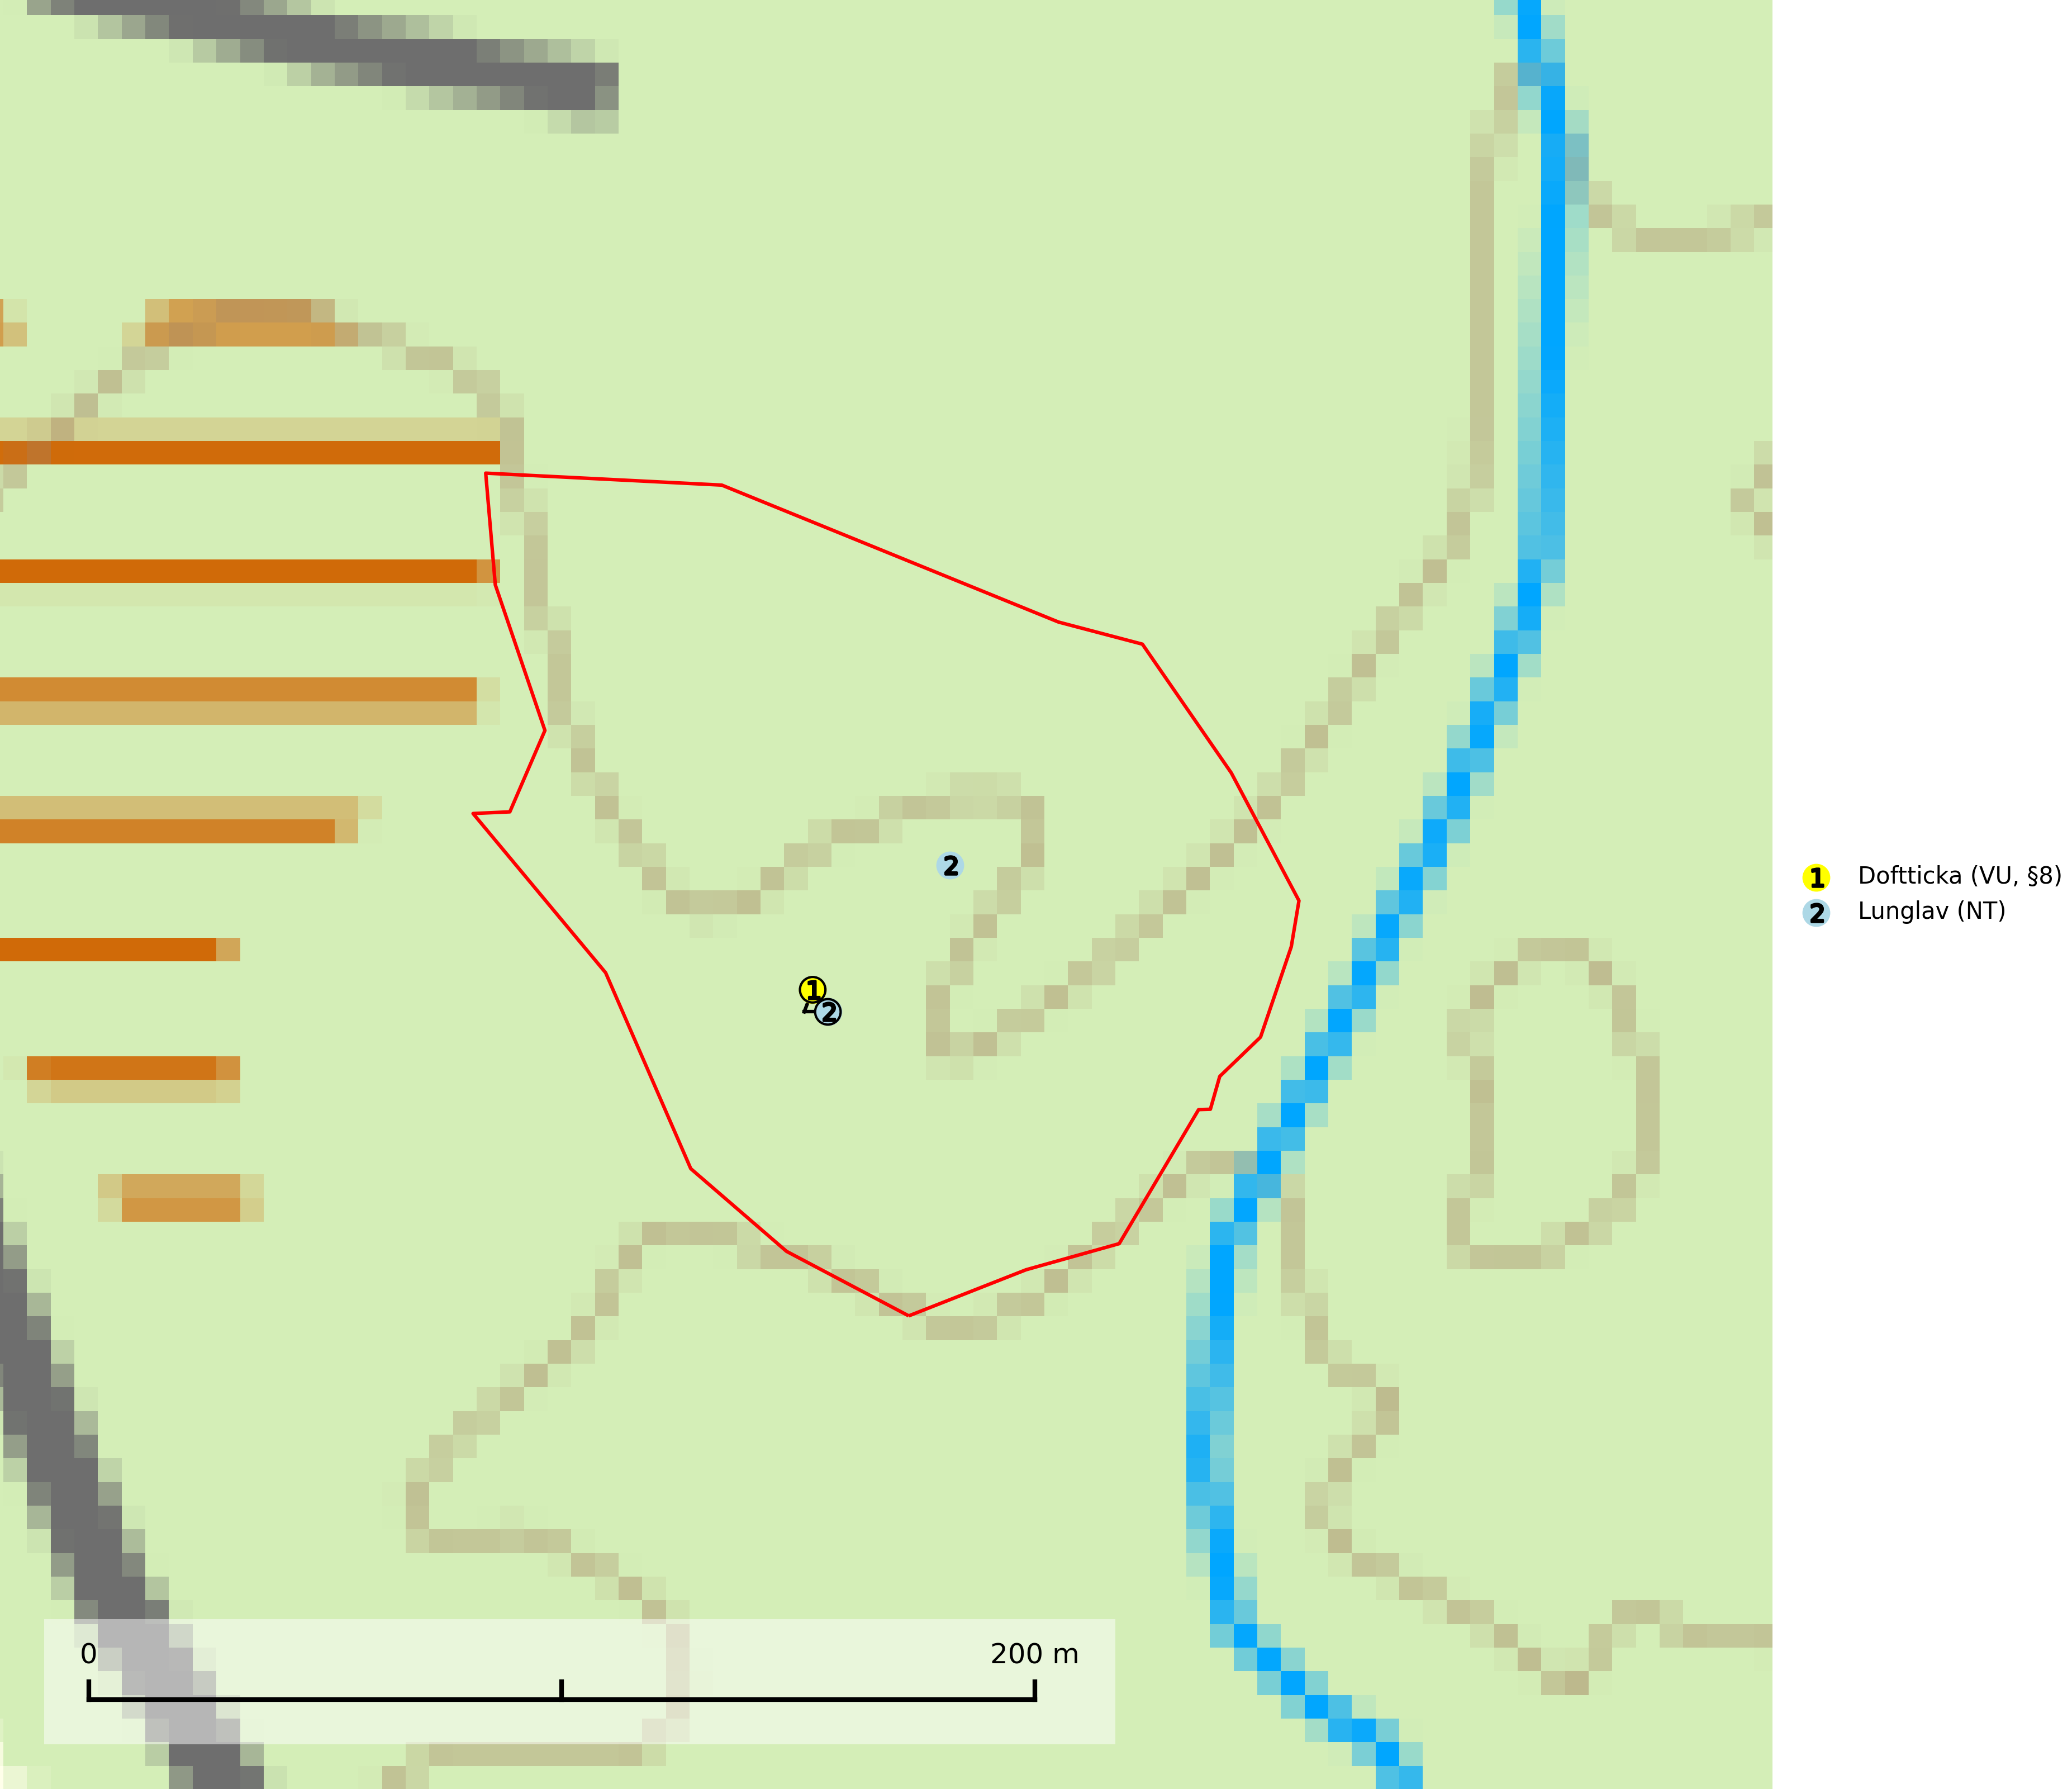 2
1
2
1 Doftticka (VU, §8)
2 Lunglav (NT)
0 200 m